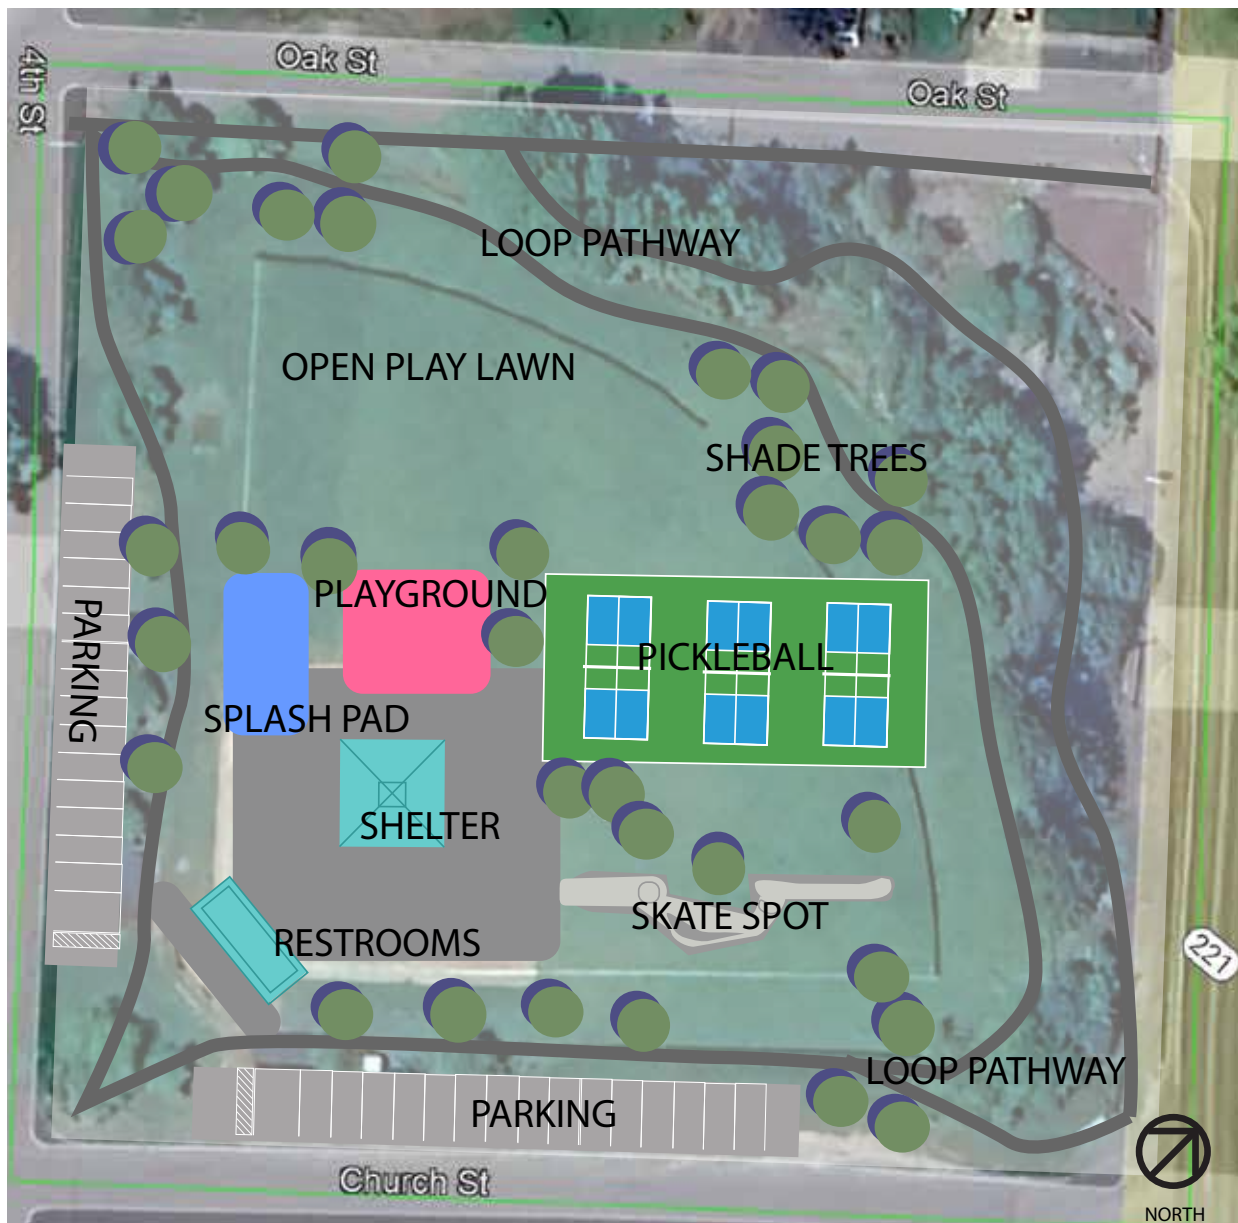 Oak St
Oak St
4th St
LOOP PATHWAY
OPEN PLAY LAWN
SHADE TREES
PLAYGROUND
PARKING
PICKLEBALL
SPLASH PAD
SHELTER
SKATE SPOT
RESTROOMS
221
LOOP PATHWAY
PARKING
Church St
NORTH